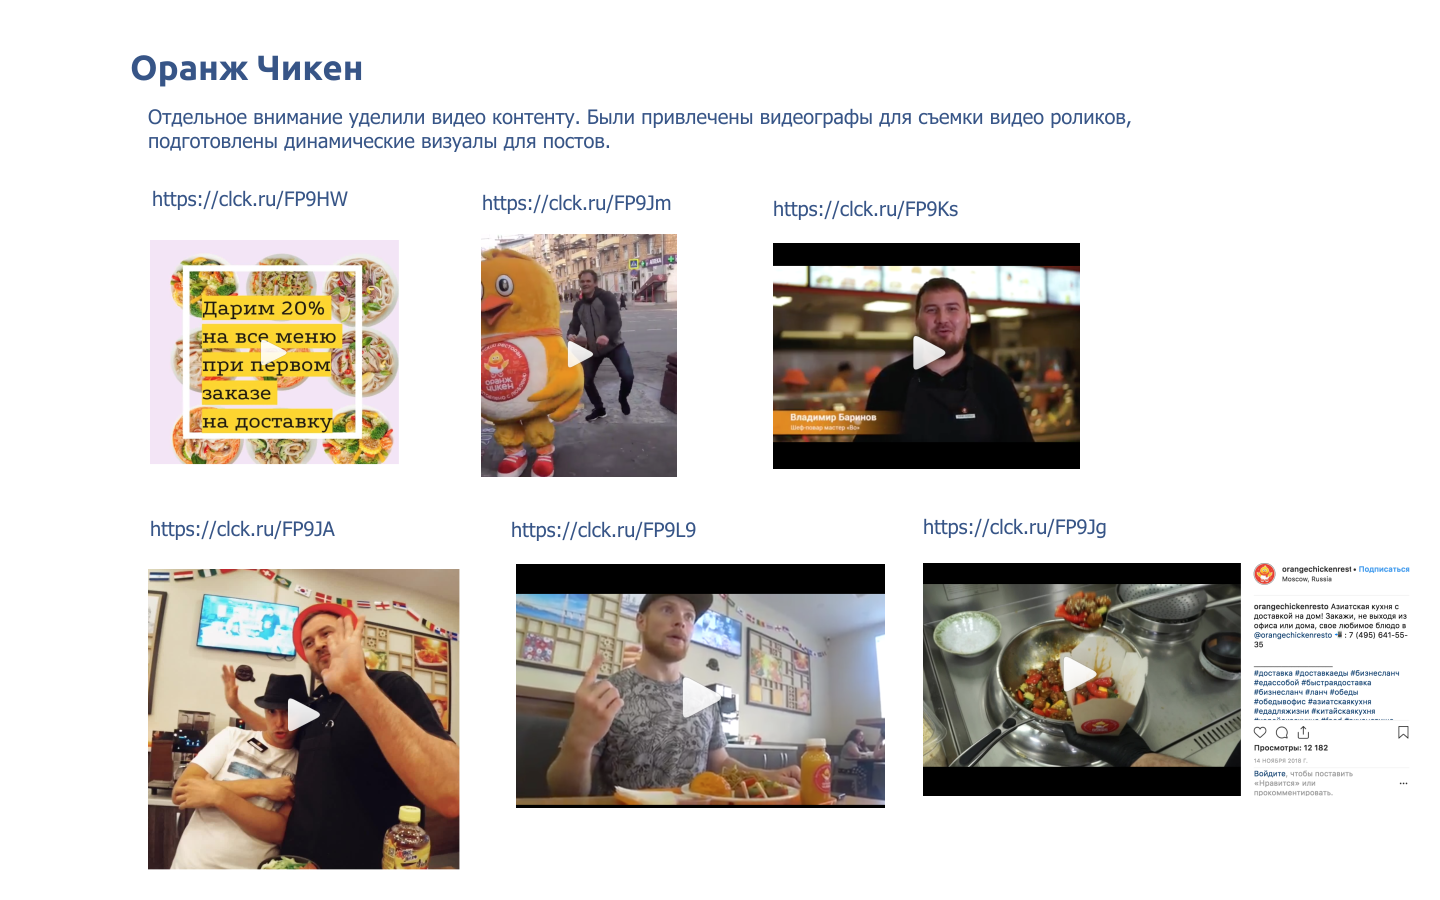 Оранж Чикен
Отдельное внимание уделили видео контенту. Были привлечены видеографы для съемки видео роликов,
подготовлены динамические визуалы для постов.
https://clck.ru/FP9HW
https://clck.ru/FP9Jm
https://clck.ru/FP9Ks
Дарим 20%
на все меню
при первом
заказе
на доставку
оранж
чикен
Владимир Баринов
Шеф-повар мастер «Во»
https://clck.ru/FP9JA
https://clck.ru/FP9L9
https://clck.ru/FP9Jg
orangechickenrest • Подписаться
Moscow, Russia
orangechickenresto Азиатская кухня с
доставкой на дом! Закажи, не выходя из
офиса или дома, свое любимое блюдо в
@orangechickenresto 📲 : 7 (495) 641-55-
35
#доставка #доставкаеды #бизнесланч
#едассобой #быстраядоставка
#бизнесланч #ланч #обеды
#обедывофис #азиатскаякухня
#едадляжизни #китайскаякухня
Просмотры: 12 182
14 НОЯБРЯ 2018 Г.
Войдите, чтобы поставить
«Нравится» или
прокомментировать.